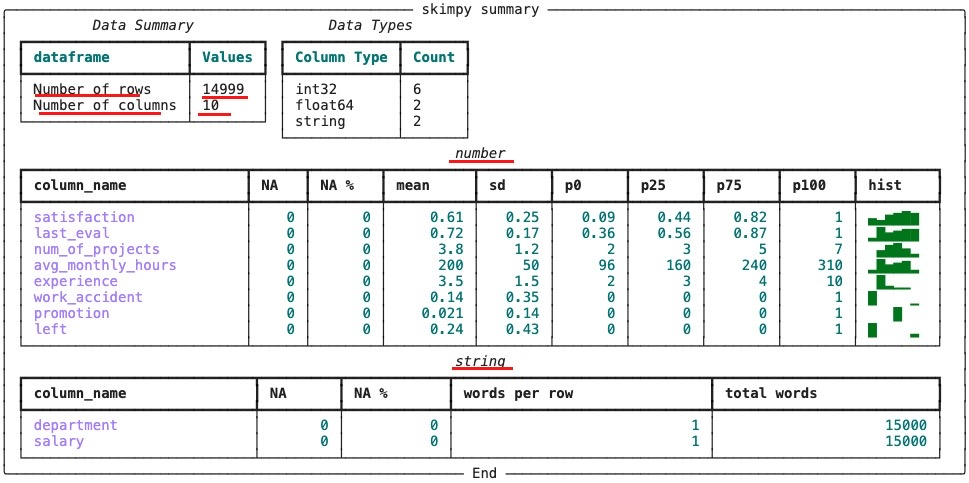 skimpy summary
Data Summary Data Types
dataframe Values Column Type Count
Number of rows 14999 int32 6
Number of columns 10 float64 2
string 2
number
column_name NA NA % mean sd p0 p25 p75 p100 hist
satisfaction 0 0 0.61 0.25 0.09 0.44 0.82 1
last_eval 0 0 0.72 0.17 0.36 0.56 0.87 1
num_of_projects 0 0 3.8 1.2 2 3 5 7
avg_monthly_hours 0 0 200 50 96 160 240 310
experience 0 0 3.5 1.5 2 3 4 10
work_accident 0 0 0.14 0.35 0 0 0 1
promotion 0 0 0.021 0.14 0 0 0 1
left 0 0 0.24 0.43 0 0 0 1
string
column_name NA NA % words per row total words
department 0 0 1 15000
salary 0 0 1 15000
End